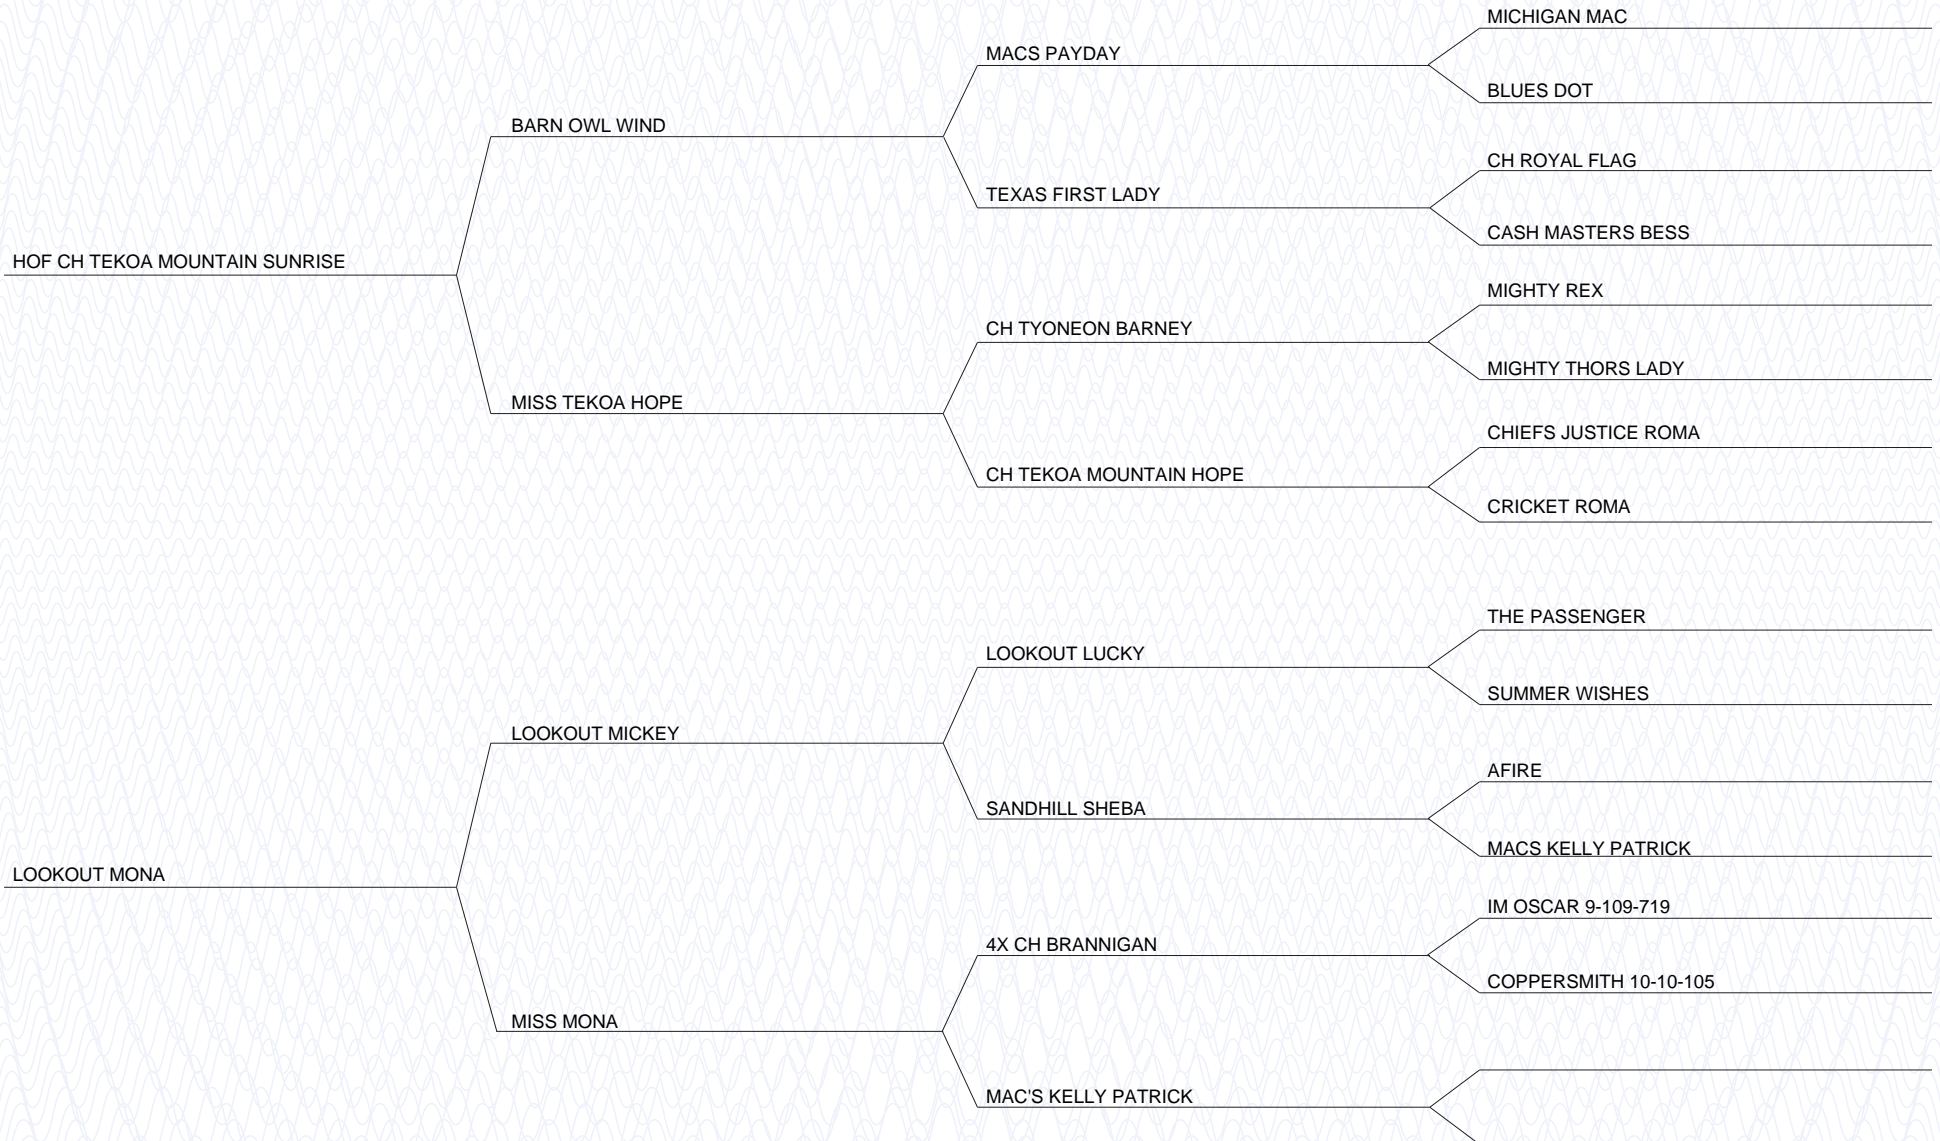 MICHIGAN MAC
MACS PAYDAY
BLUES DOT
BARN OWL WIND
CH ROYAL FLAG
TEXAS FIRST LADY
CASH MASTERS BESS
HOF CH TEKOA MOUNTAIN SUNRISE
MIGHTY REX
CH TYONEON BARNEY
MIGHTY THORS LADY
MISS TEKOA HOPE
CHIEFS JUSTICE ROMA
CH TEKOA MOUNTAIN HOPE
CRICKET ROMA
THE PASSENGER
LOOKOUT LUCKY
SUMMER WISHES
LOOKOUT MICKEY
AFIRE
SANDHILL SHEBA
MACS KELLY PATRICK
LOOKOUT MONA
IM OSCAR 9-109-719
4X CH BRANNIGAN
COPPERSMITH 10-10-105
MISS MONA
MAC'S KELLY PATRICK